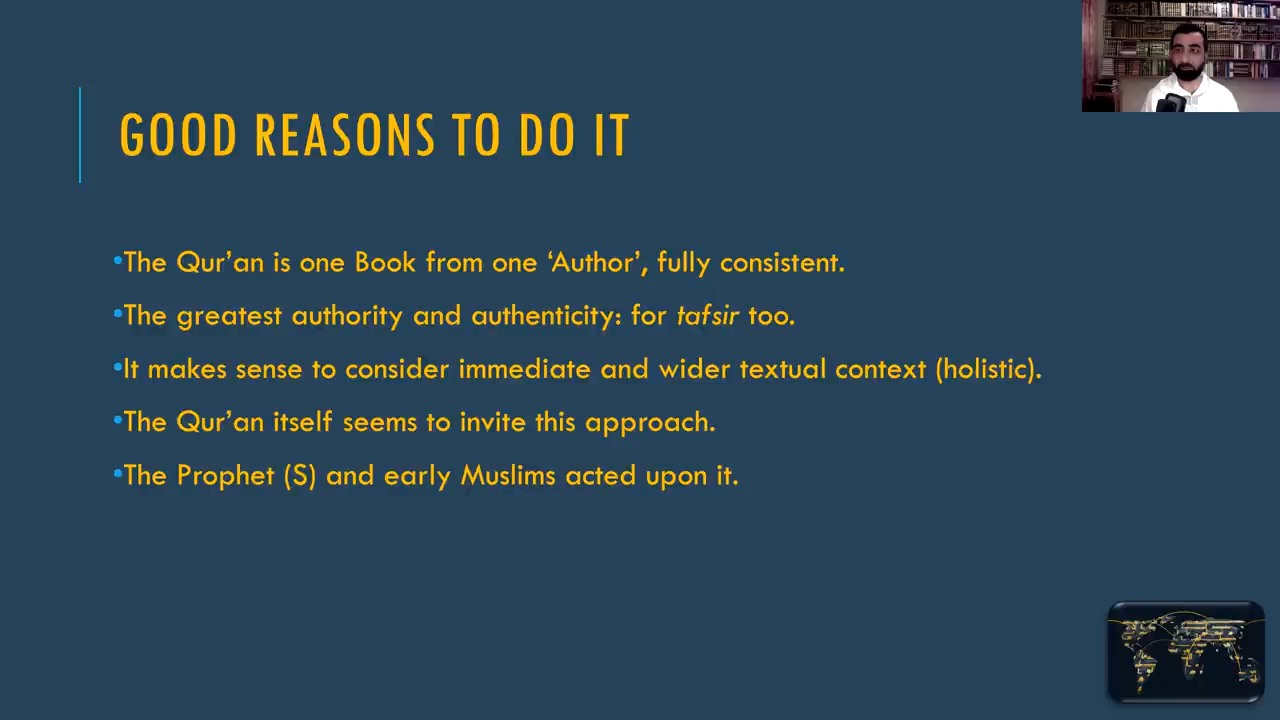 GOOD REASONS TO DO IT
•The Qur’an is one Book from one ‘Author’, fully consistent.
•The greatest authority and authenticity: for tafsir too.
•It makes sense to consider immediate and wider textual context (holistic).
•The Qur’an itself seems to invite this approach.
•The Prophet (S) and early Muslims acted upon it.